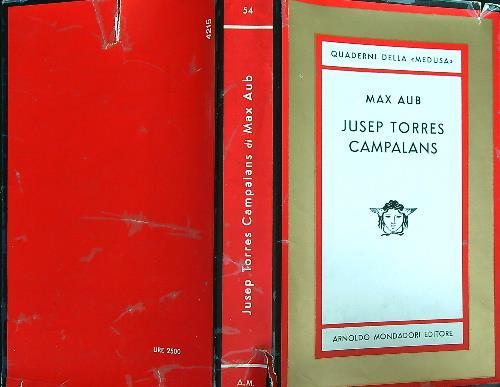 4215
LIRE 2500
54
Jusep Torres Campalans di Max Aub
A.M.
QUADERNI DELLA «MEDUSA»
MAX AUB
JUSEP TORRES
CAMPALANS
ARNOLDO MONDADORI EDITORE